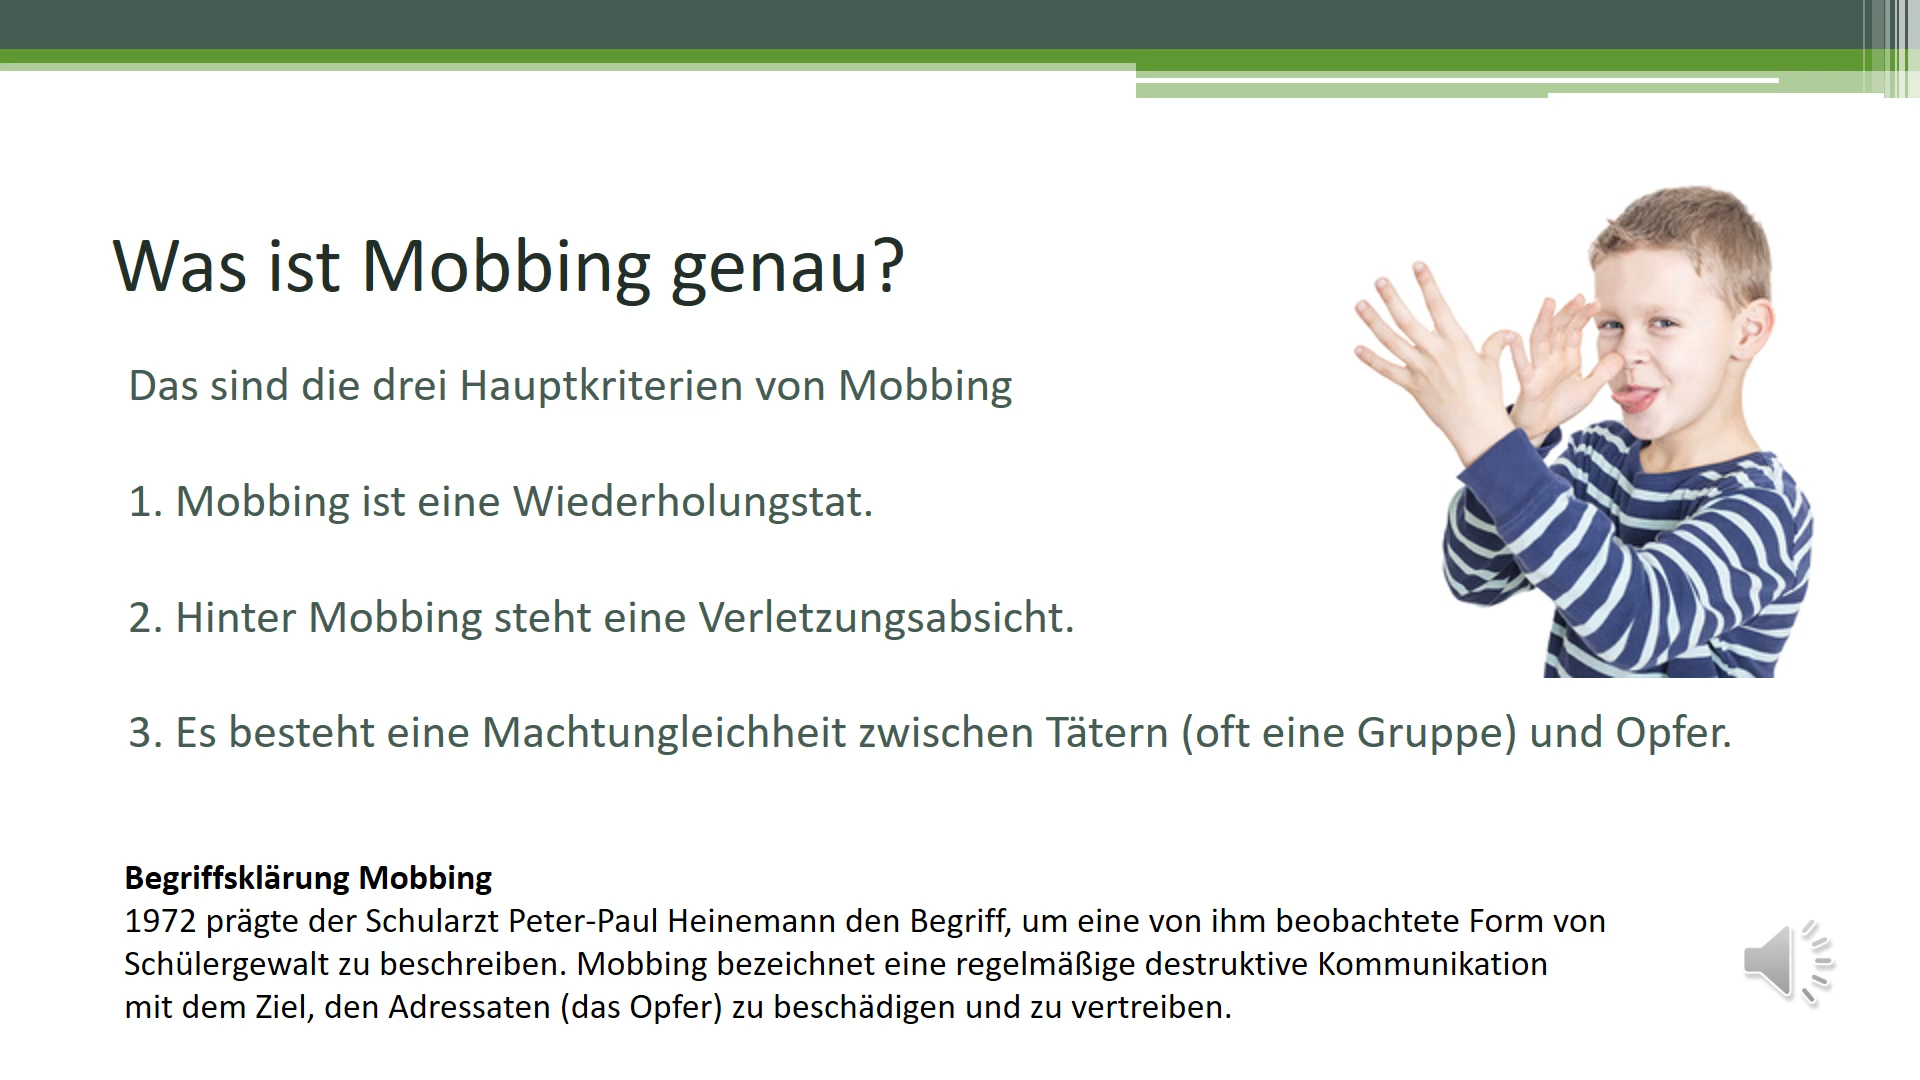 Was ist Mobbing genau?
Das sind die drei Hauptkriterien von Mobbing
1. Mobbing ist eine Wiederholungstat.
2. Hinter Mobbing steht eine Verletzungsabsicht.
3. Es besteht eine Machtungleichheit zwischen Tätern (oft eine Gruppe) und Opfer.
Begriffsklärung Mobbing
1972 prägte der Schularzt Peter-Paul Heinemann den Begriff, um eine von ihm beobachtete Form von
Schülergewalt zu beschreiben. Mobbing bezeichnet eine regelmäßige destruktive Kommunikation
mit dem Ziel, den Adressaten (das Opfer) zu beschädigen und zu vertreiben.